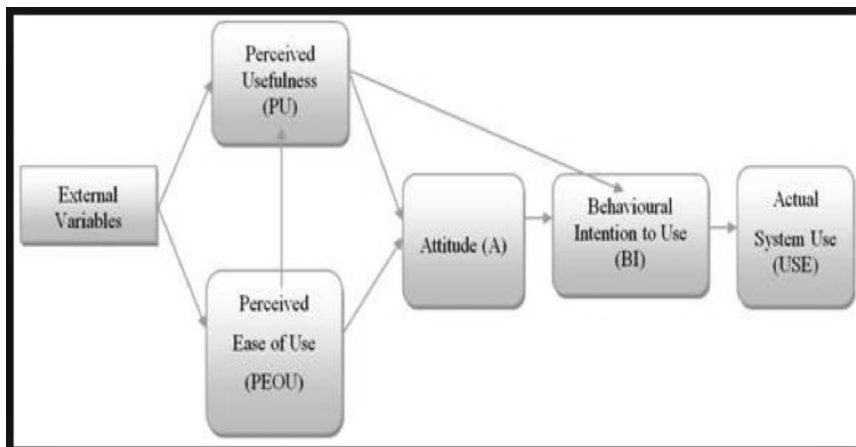 Perceived
Usefulness
(PU)
External
Variables
Perceived
Ease of Use
(PEOU)
Attitude (A)
Behavioural
Intention to Use
(BI)
Actual
System Use
(USE)